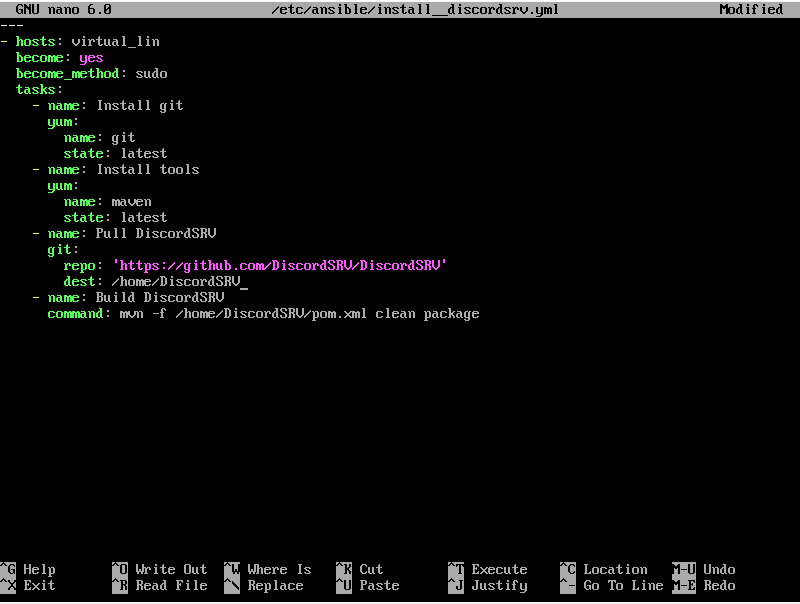 GNU nano 6.0 /etc/ansible/install__discordsrv.yml Modified
---
- hosts: virtual_lin
  become: yes
  become_method: sudo
  tasks:
    - name: Install git
      yum:
        name: git
        state: latest
    - name: Install tools
      yum:
        name: maven
        state: latest
    - name: Pull DiscordSRV
      git:
        repo: 'https://github.com/DiscordSRV/DiscordSRV'
        dest: /home/DiscordSRV_
    - name: Build DiscordSRV
      command: mvn -f /home/DiscordSRV/pom.xml clean package
^G Help ^O Write Out ^W Where Is ^K Cut ^T Execute ^C Location M-U Undo
^X Exit ^R Read File ^\ Replace ^U Paste ^J Justify ^- Go To Line M-E Redo